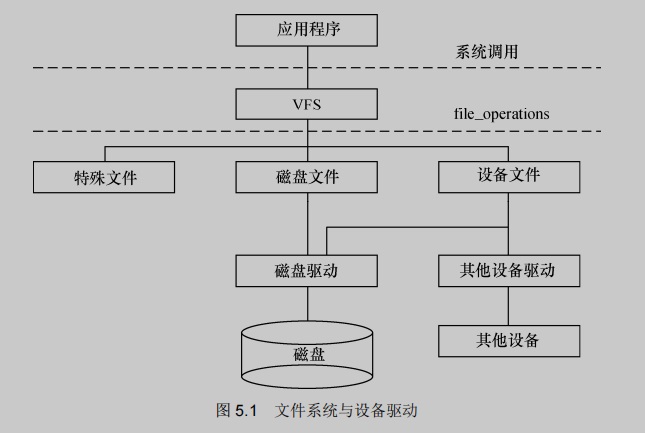 应用程序
系统调用
VFS
file_operations
特殊文件
磁盘文件
设备文件
磁盘驱动
其他设备驱动
磁盘
其他设备
图 5.1 文件系统与设备驱动